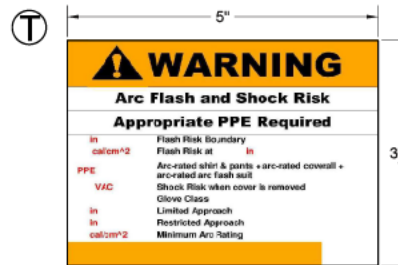 T
5"
WARNING
Arc Flash and Shock Risk
Appropriate PPE Required
in Flash Risk Boundary
cal/cm^2 Flash Risk at in
PPE Arc-rated shirt & pants + arc-rated coverall +
arc-rated arc flash suit
VAC Shock Risk when cover is removed
Glove Class
in Limited Approach
in Restricted Approach
cal/cm^2 Minimum Arc Rating
3